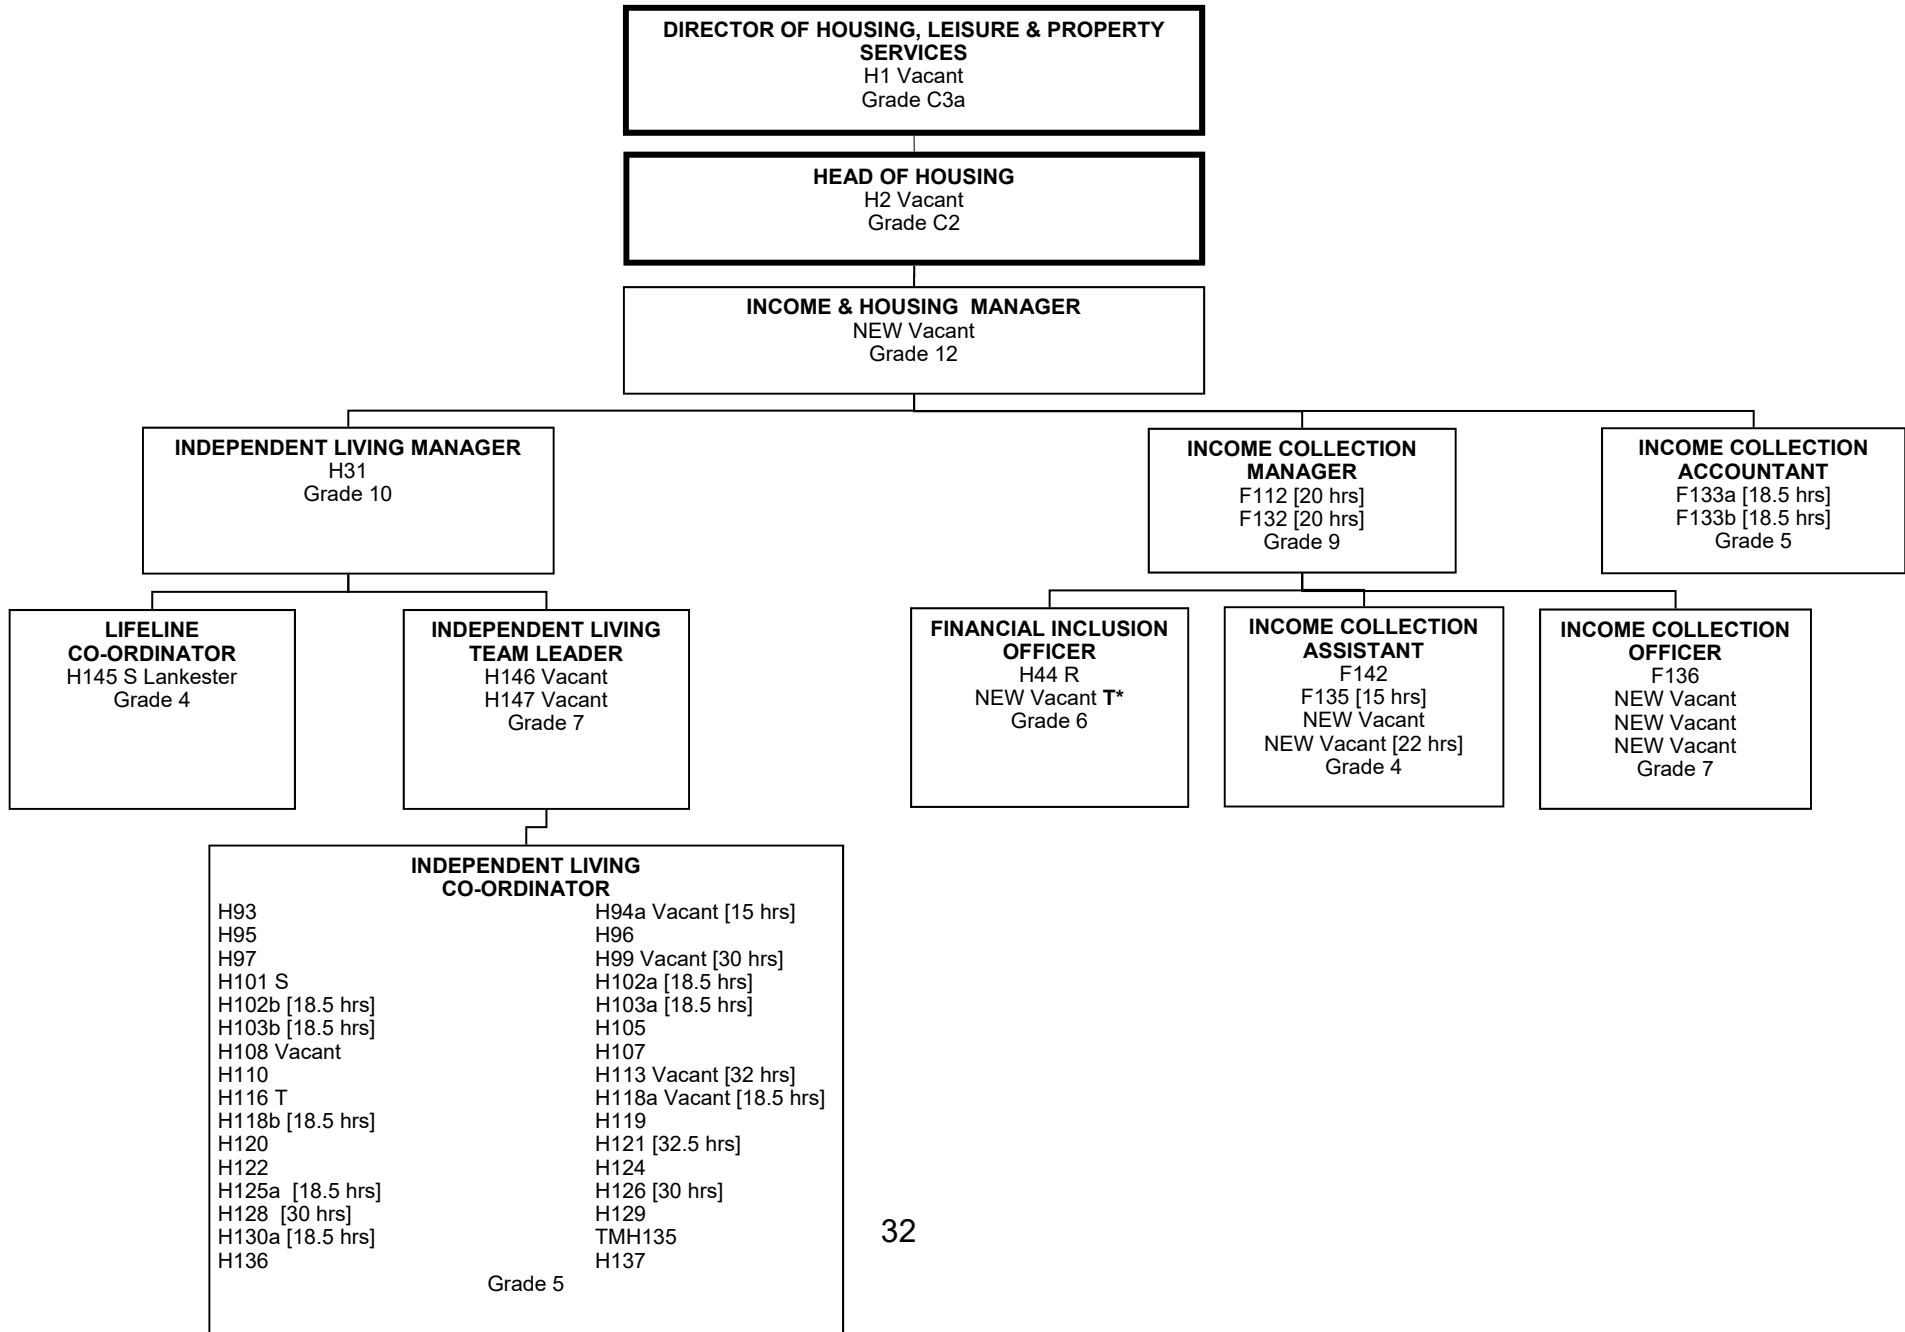 DIRECTOR OF HOUSING, LEISURE & PROPERTY
SERVICES
H1 Vacant
Grade C3a
HEAD OF HOUSING
H2 Vacant
Grade C2
INCOME & HOUSING  MANAGER
NEW Vacant
Grade 12
INDEPENDENT LIVING MANAGER
H31
Grade 10
INCOME COLLECTION
MANAGER
F112 [20 hrs]
F132 [20 hrs]
Grade 9
INCOME COLLECTION
ACCOUNTANT
F133a [18.5 hrs]
F133b [18.5 hrs]
Grade 5
LIFELINE
CO-ORDINATOR
H145 S Lankester
Grade 4
INDEPENDENT LIVING
TEAM LEADER
H146 Vacant
H147 Vacant
Grade 7
FINANCIAL INCLUSION
OFFICER
H44 R
NEW Vacant T*
Grade 6
INCOME COLLECTION
ASSISTANT
F142
F135 [15 hrs]
NEW Vacant
NEW Vacant [22 hrs]
Grade 4
INCOME COLLECTION
OFFICER
F136
NEW Vacant
NEW Vacant
NEW Vacant
Grade 7
INDEPENDENT LIVING
CO-ORDINATOR
H93 H94a Vacant [15 hrs]
H95 H96
H97 H99 Vacant [30 hrs]
H101 S H102a [18.5 hrs]
H102b [18.5 hrs] H103a [18.5 hrs]
H103b [18.5 hrs] H105
H108 Vacant H107
H110 H113 Vacant [32 hrs]
H116 T H118a Vacant [18.5 hrs]
H118b [18.5 hrs] H119
H120 H121 [32.5 hrs]
H122 H124
H125a  [18.5 hrs] H126 [30 hrs]
H128  [30 hrs] H129
H130a [18.5 hrs] TMH135
H136 H137
Grade 5
32